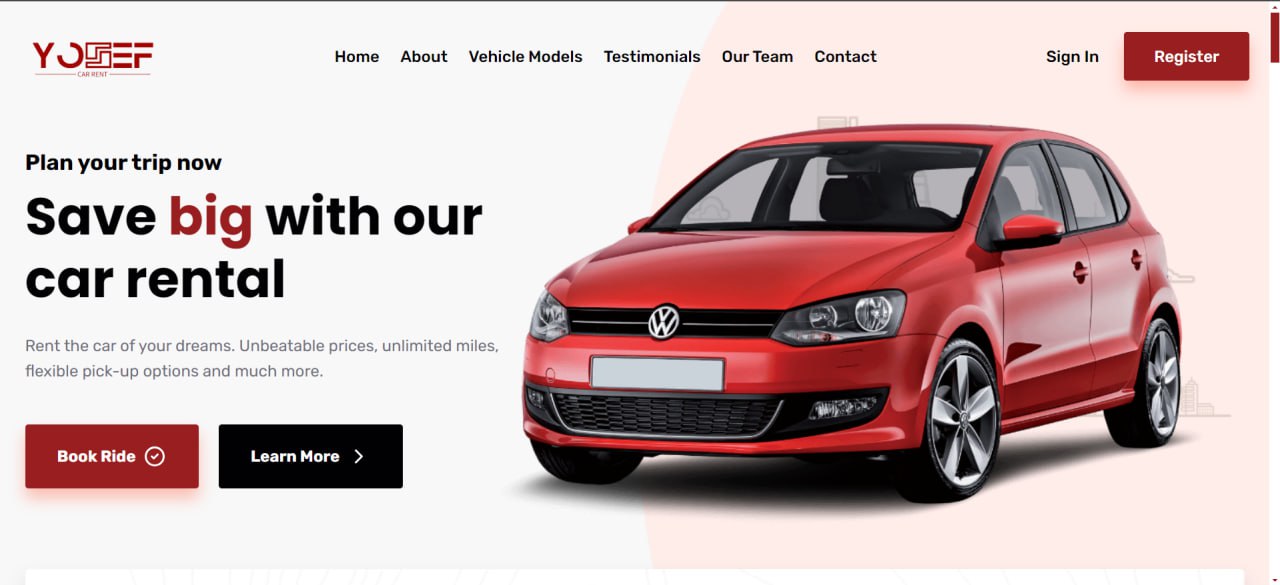 YOSEF
CAR RENT
Home
About
Vehicle Models
Testimonials
Our Team
Contact
Sign In
Register
Plan your trip now
Save big with our
car rental
Rent the car of your dreams. Unbeatable prices, unlimited miles,
flexible pick-up options and much more.
Book Ride
Learn More